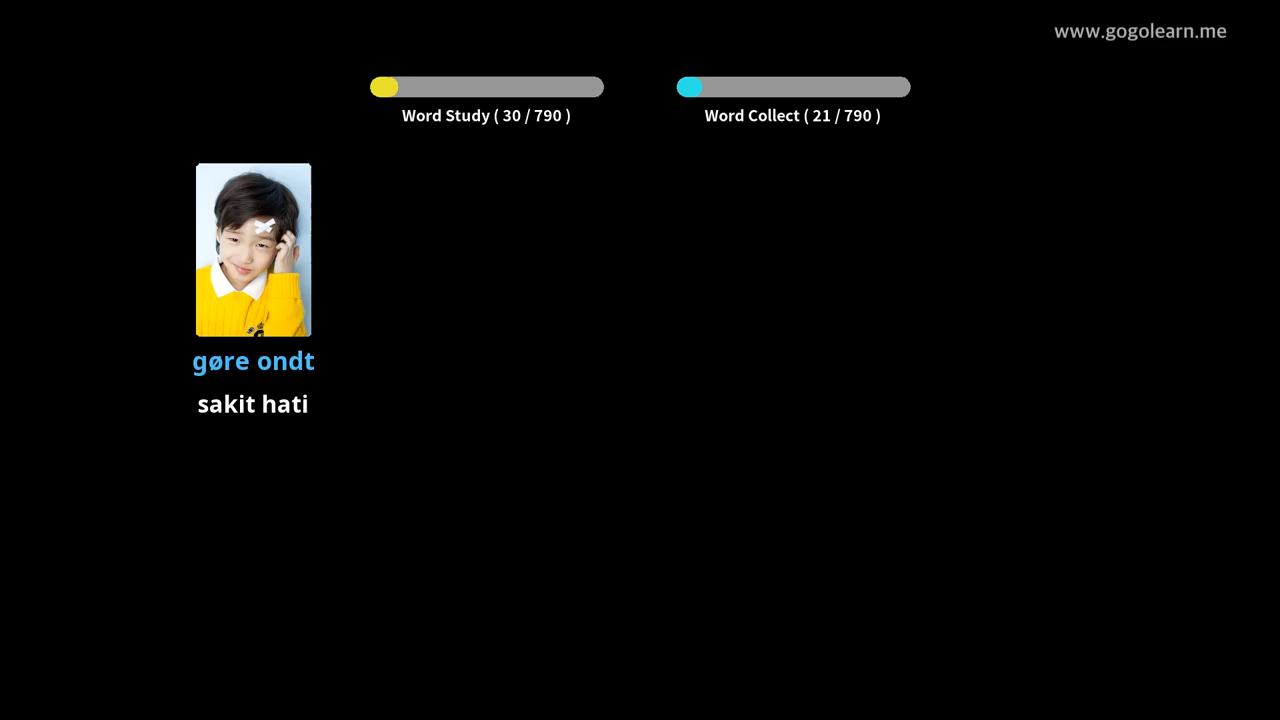 www.gogolearn.me
Word Study ( 30 / 790 )
Word Collect ( 21 / 790 )
gøre ondt
sakit hati